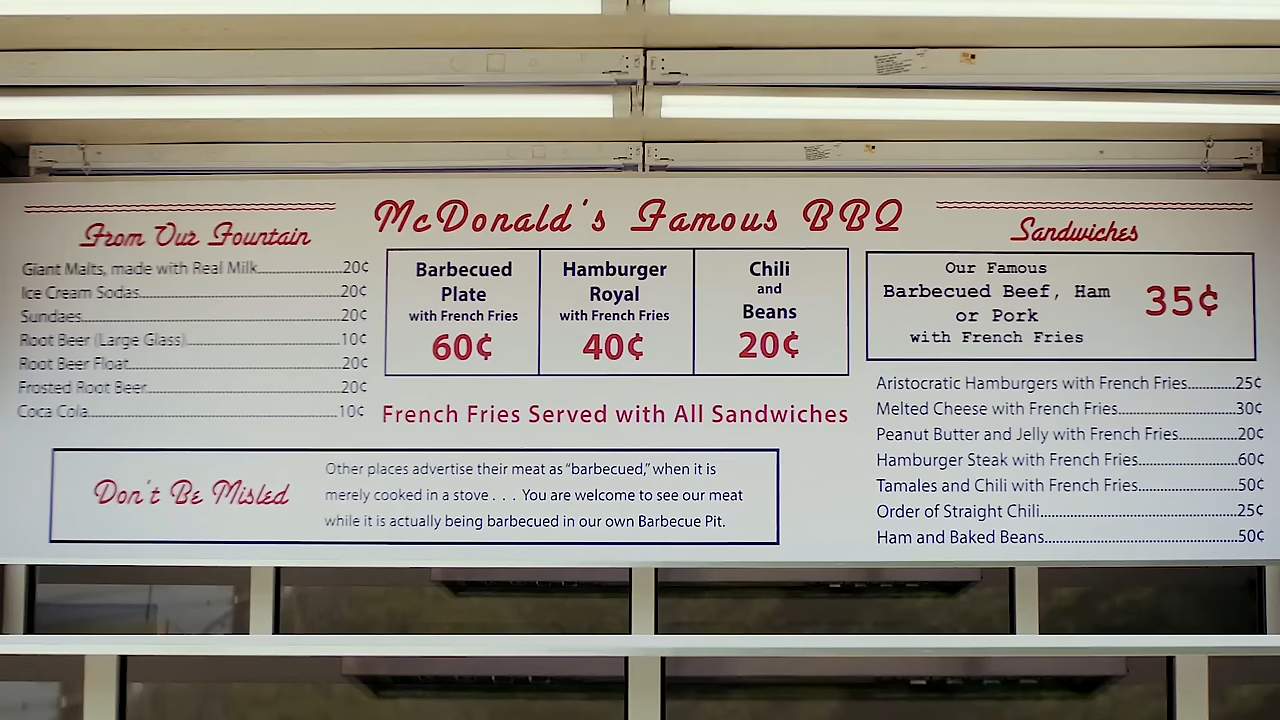 McDonald's Famous BBQ
From Our Fountain
Giant Malts, made with Real Milk....................20¢
Ice Cream Sodas....................20¢
Sundaes....................20¢
Root Beer (Large Glass)....................10¢
Root Beer Float....................20¢
Frosted Root Beer....................20¢
Coca Cola....................10¢
Barbecued
Plate
with French Fries
60¢
Hamburger
Royal
with French Fries
40¢
Chili
and
Beans
20¢
French Fries Served with All Sandwiches
Don't Be Misled
Other places advertise their meat as “barbecued,” when it is
merely cooked in a stove . . . You are welcome to see our meat
while it is actually being barbecued in our own Barbecue Pit.
Sandwiches
Our Famous
Barbecued Beef, Ham
or Pork
with French Fries
35¢
Aristocratic Hamburgers with French Fries............25¢
Melted Cheese with French Fries....................30¢
Peanut Butter and Jelly with French Fries..............20¢
Hamburger Steak with French Fries....................60¢
Tamales and Chili with French Fries....................50¢
Order of Straight Chili....................25¢
Ham and Baked Beans....................50¢